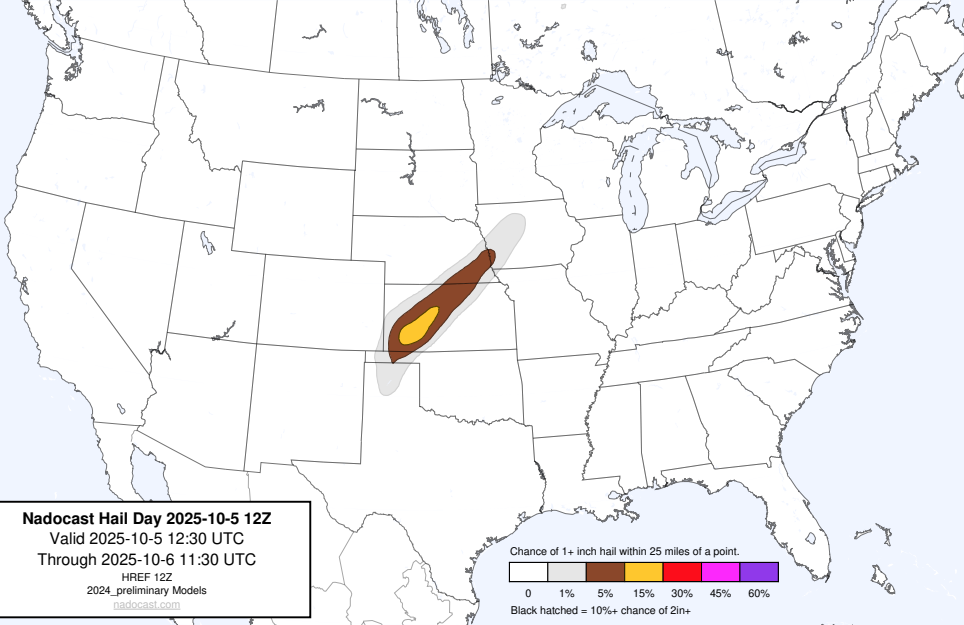 Nadocast Hail Day 2025-10-5 12Z
Valid 2025-10-5 12:30 UTC
Through 2025-10-6 11:30 UTC
HREF 12Z
2024_preliminary Models
nadocast.com
Chance of 1+ inch hail within 25 miles of a point.
0 1% 5% 15% 30% 45% 60%
Black hatched = 10%+ chance of 2in+